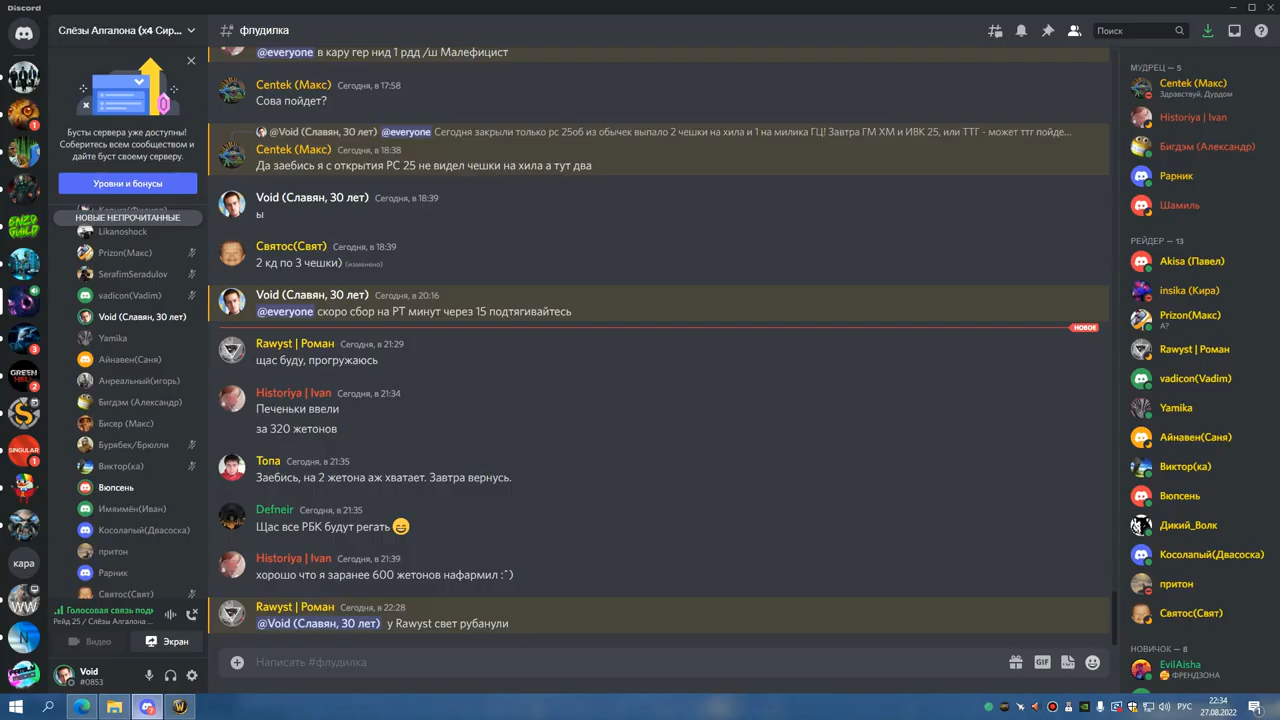 Discord
Слёзы Алгалона (x4 Сир...
флудилка
Поиск
Бусты сервера уже доступны!
Соберитесь всем сообществом и
дайте буст своему серверу.
Уровни и бонусы
НОВЫЕ НЕПРОЧИТАННЫЕ
Likanoshock
Prizon(Макс)
SerafimSeradulov
vadicon(Vadim)
Void (Славян, 30 лет)
Yamika
Айнавен(Саня)
Анреальный(игорь)
Бигдэм (Александр)
Бисер (Макс)
Бурябек/Брюлли
Виктор(ка)
Вюпсень
Имяимён(Иван)
Косолапый(Двасоска)
притон
Рарник
Святос(Свят)
Голосовая связь подк
Рейд 25 / Слёзы Алгалона ...
Видео
Экран
Void
#0853
1
3
GREEN
HELL
2
ENZO
GUILD
SINGULAR
1
кара
WW
@everyone в кару гер нид 1 рдд /ш Малефицист
Centek (Макс) Сегодня, в 17:58
Сова пойдет?
@Void (Славян, 30 лет) @everyone Сегодня закрыли только рс 25об из обычек выпало 2 чешки на хила и 1 на милика ГЦ! Завтра ГМ ХМ и ИВК 25, или ТТГ - может ттг пойде...
Centek (Макс) Сегодня, в 18:38
Да заебись я с открытия РС 25 не видел чешки на хила а тут два
Void (Славян, 30 лет) Сегодня, в 18:39
ы
Святос(Свят) Сегодня, в 18:39
2 кд по 3 чешки) (изменено)
Void (Славян, 30 лет) Сегодня, в 20:16
@everyone скоро сбор на РТ минут через 15 подтягивайтесь
НОВОЕ
Rawyst | Роман Сегодня, в 21:29
щас буду, прогружаюсь
Historiya | Ivan Сегодня, в 21:34
Печеньки ввели
за 320 жетонов
Топа Сегодня, в 21:35
Заебись, на 2 жетона аж хватает. Завтра вернусь.
Defneir Сегодня, в 21:35
Щас все РБК будут регать
Historiya | Ivan Сегодня, в 21:39
хорошо что я заранее 600 жетонов нафармил :^)
Rawyst | Роман Сегодня, в 22:28
@Void (Славян, 30 лет) у Rawyst свет рубанули
Написать #флудилка
GIF
МУДРЕЦ — 5
Centek (Макс)
Здравствуй, Дурдом
Historiya | Ivan
Бигдэм (Александр)
Рарник
Шамиль
РЕЙДЕР — 13
Akisa (Павел)
insika (Кира)
Prizon(Макс)
А?
Rawyst | Роман
vadicon(Vadim)
Yamika
Айнавен(Саня)
Виктор(ка)
Вюпсень
Дикий_Волк
Косолапый(Двасоска)
притон
Святос(Свят)
НОВИЧОК — 8
EvilAisha
ФРЕНДЗОНА
РУС
22:34
27.08.2022